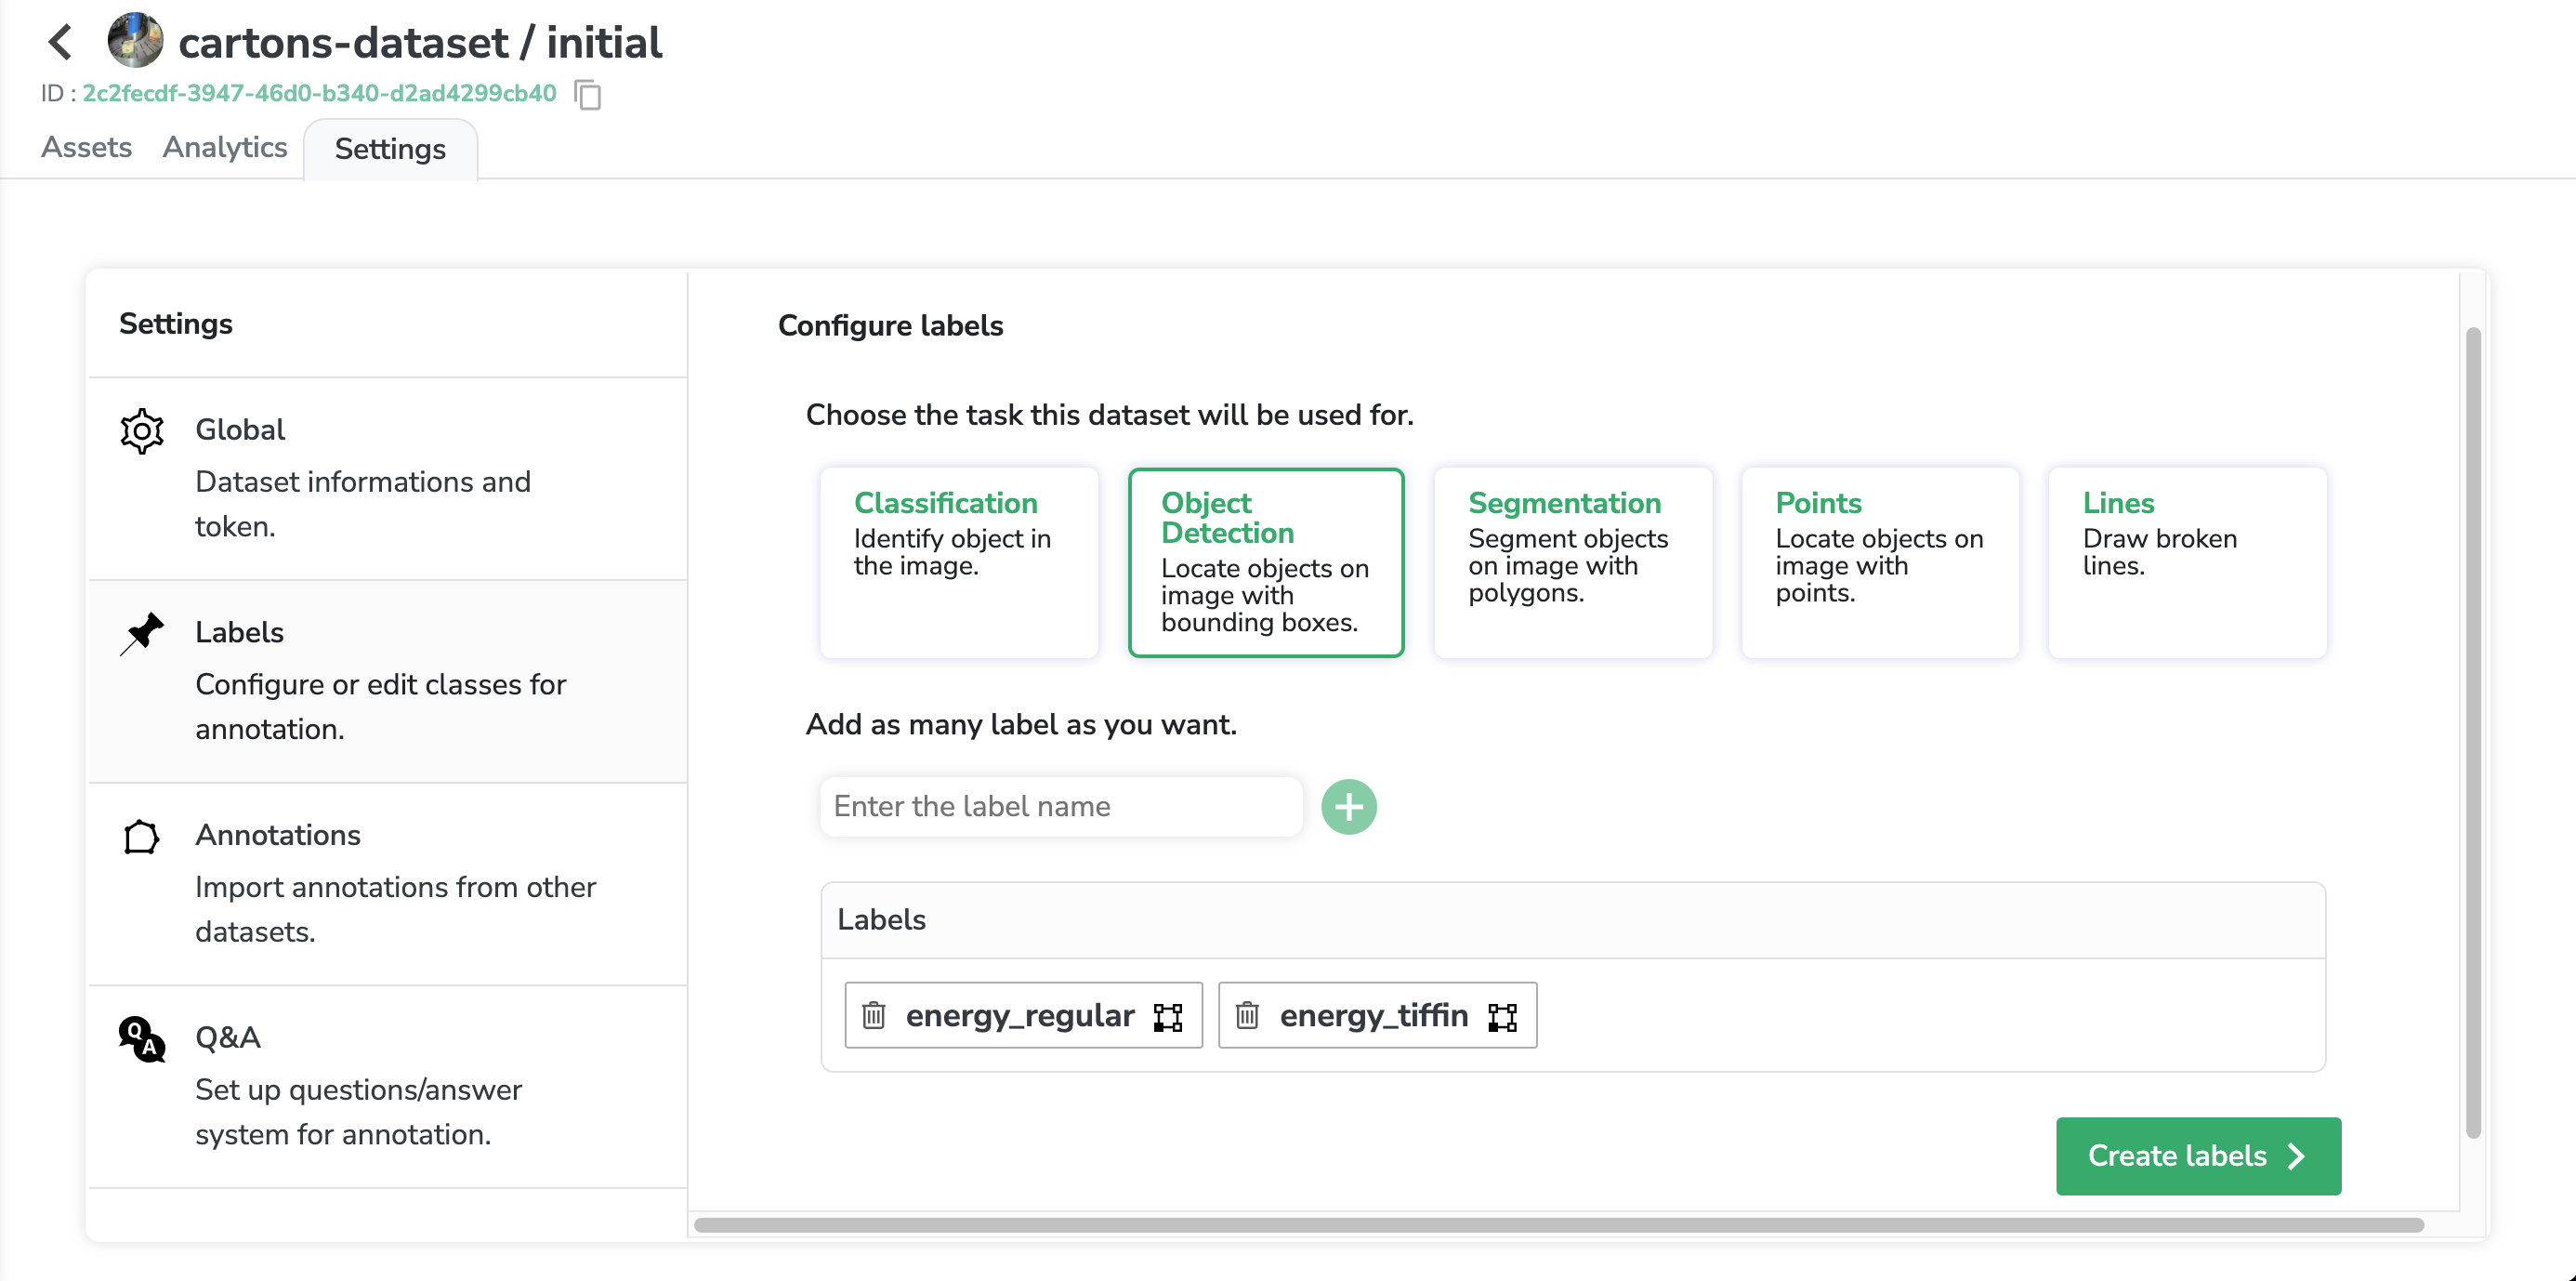 cartons-dataset / initial
ID : 2c2fecdf-3947-46d0-b340-d2ad4299cb40
Assets Analytics Settings
Settings
Global
Dataset informations and
token.
Labels
Configure or edit classes for
annotation.
Annotations
Import annotations from other
datasets.
Q A
Q&A
Set up questions/answer
system for annotation.
Configure labels
Choose the task this dataset will be used for.
Classification
Identify object in
the image.
Object
Detection
Locate objects on
image with
bounding boxes.
Segmentation
Segment objects
on image with
polygons.
Points
Locate objects on
image with
points.
Lines
Draw broken
lines.
Add as many label as you want.
Enter the label name
Labels
energy_regular energy_tiffin
Create labels